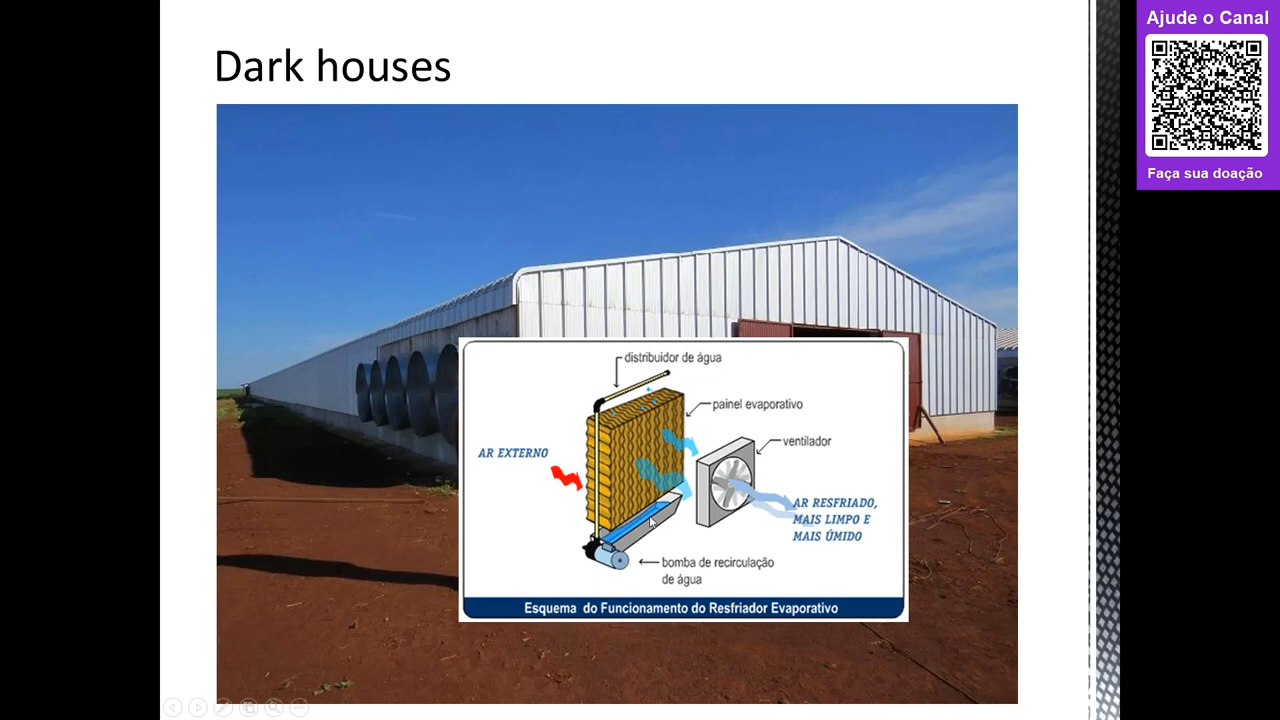 Dark houses
Ajude o Canal
Faça sua doação
distribuidor de água
painel evaporativo
ventilador
AR EXTERNO
AR RESFRIADO,
MAIS LIMPO E
MAIS ÚMIDO
bomba de recirculação
de água
Esquema do Funcionamento do Resfriador Evaporativo